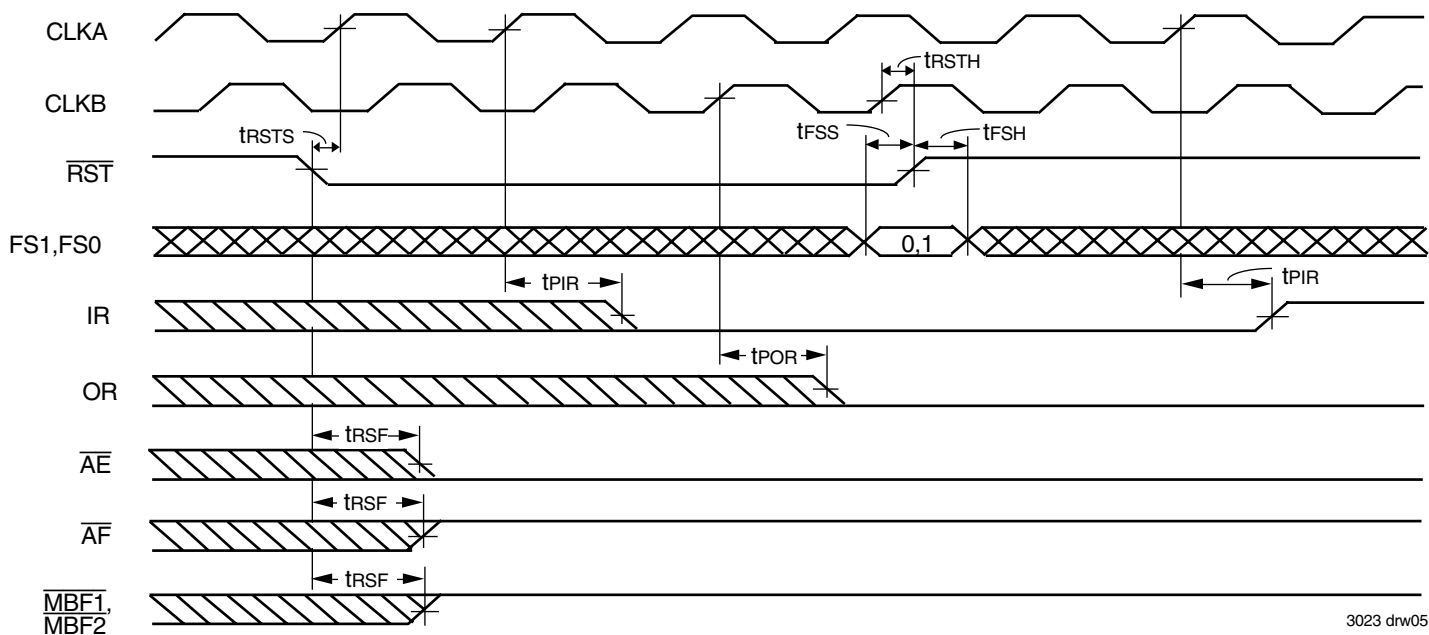 CLKA
tRSTH
CLKB
tRSTS
tFSS
tFSH
RST
FS1,FS0
0,1
tPIR
tPIR
IR
tPOR
OR
tRSF
AE
tRSF
AF
tRSF
MBF1,
MBF2
3023 drw05